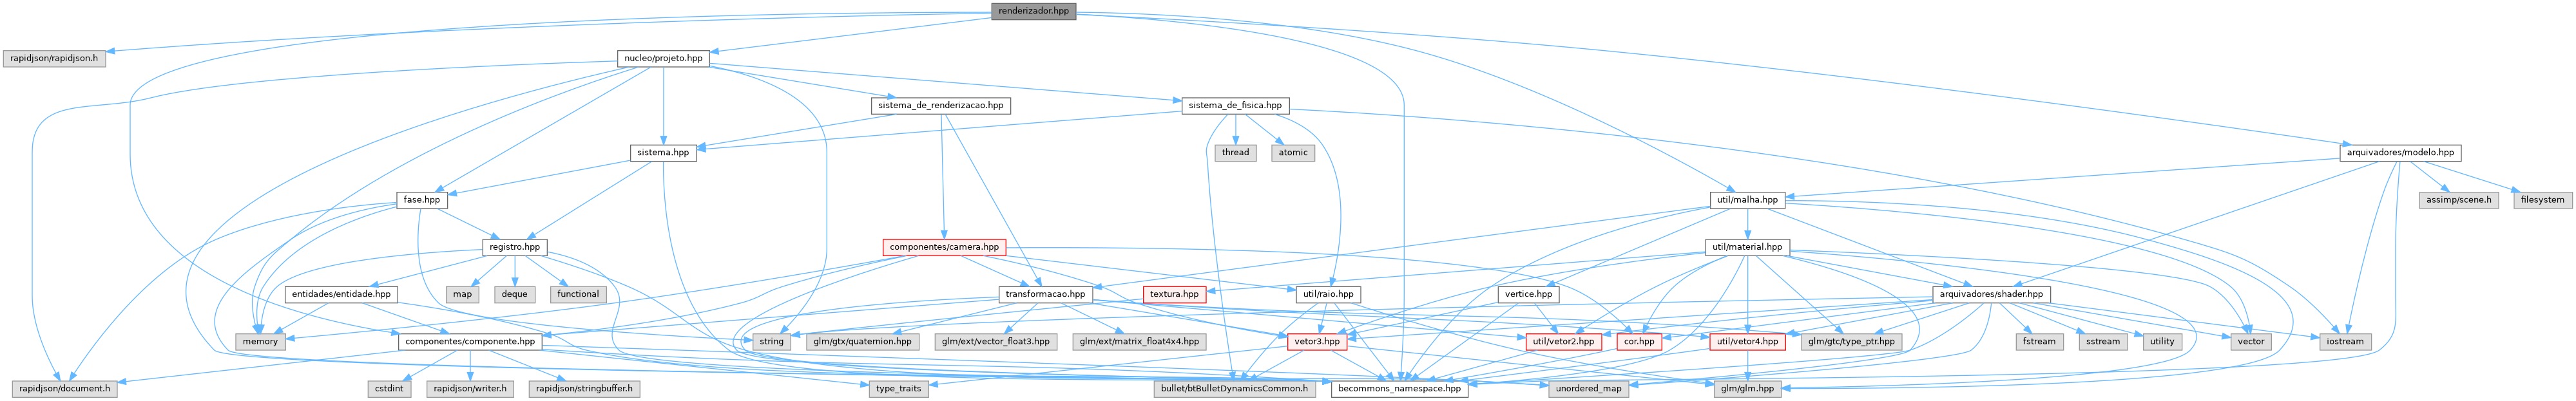 renderizador.hpp
rapidjson/rapidjson.h
nucleo/projeto.hpp
sistema_de_renderizacao.hpp
sistema_de_fisica.hpp
sistema.hpp
thread
atomic
arquivadores/modelo.hpp
fase.hpp
util/malha.hpp
assimp/scene.h
filesystem
registro.hpp
componentes/camera.hpp
util/material.hpp
entidades/entidade.hpp
map
deque
functional
transformacao.hpp
textura.hpp
util/raio.hpp
vertice.hpp
arquivadores/shader.hpp
memory
componentes/componente.hpp
string
glm/gtx/quaternion.hpp
glm/ext/vector_float3.hpp
glm/ext/matrix_float4x4.hpp
vetor3.hpp
util/vetor2.hpp
cor.hpp
util/vetor4.hpp
glm/gtc/type_ptr.hpp
fstream
sstream
utility
vector
iostream
rapidjson/document.h
cstdint
rapidjson/writer.h
rapidjson/stringbuffer.h
type_traits
bullet/btBulletDynamicsCommon.h
becommons_namespace.hpp
unordered_map
glm/glm.hpp